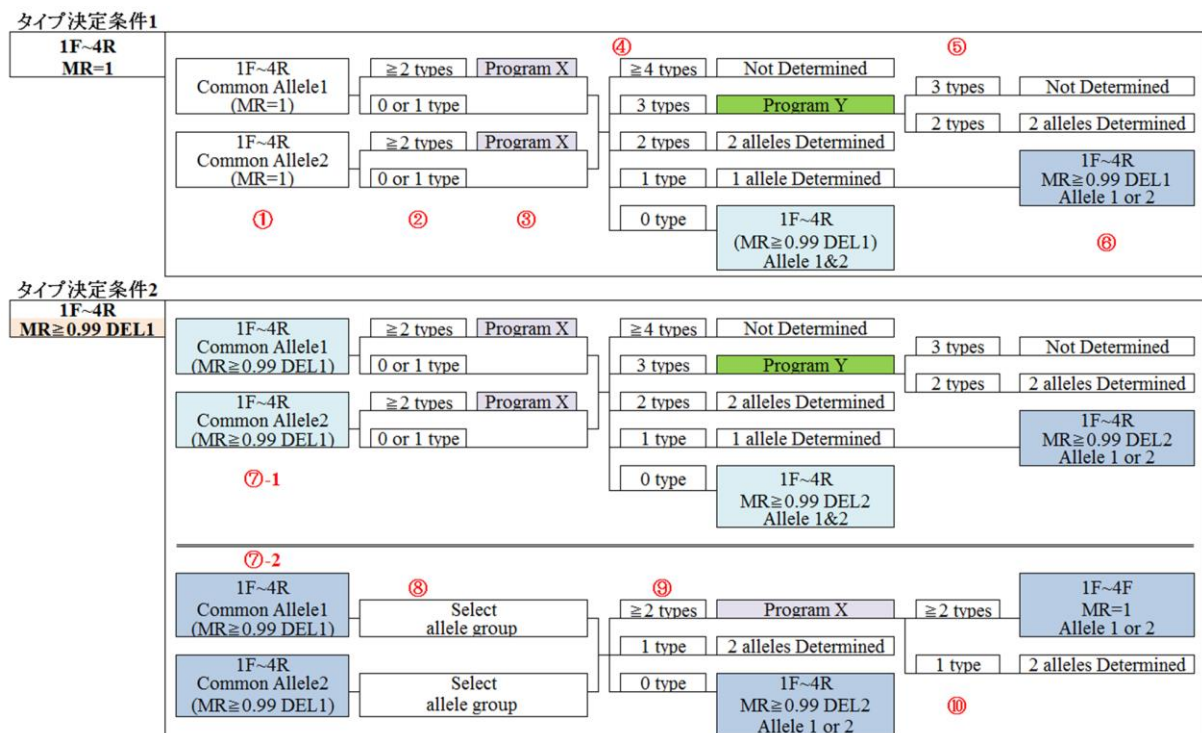 タイプ決定条件1
1F~4R
MR=1
④
⑤
1F~4R
Common Allele1
(MR=1)
≧2 types
Program X
0 or 1 type
1F~4R
Common Allele2
(MR=1)
≧2 types
Program X
0 or 1 type
①
②
③
≧4 types
Not Determined
3 types
Program Y
2 types
2 alleles Determined
1 type
1 allele Determined
0 type
1F~4R
(MR≧0.99 DEL1)
Allele 1&2
3 types
Not Determined
2 types
2 alleles Determined
1F~4R
MR≧0.99 DEL1
Allele 1 or 2
⑥
タイプ決定条件2
1F~4R
MR≧0.99 DEL1
1F~4R
Common Allele1
(MR≧0.99 DEL1)
≧2 types
Program X
0 or 1 type
1F~4R
Common Allele2
(MR≧0.99 DEL1)
≧2 types
Program X
0 or 1 type
⑦-1
≧4 types
Not Determined
3 types
Program Y
2 types
2 alleles Determined
1 type
1 allele Determined
0 type
1F~4R
MR≧0.99 DEL2
Allele 1&2
3 types
Not Determined
2 types
2 alleles Determined
1F~4R
MR≧0.99 DEL2
Allele 1 or 2
⑦-2
1F~4R
Common Allele1
(MR≧0.99 DEL1)
⑧
Select
allele group
1F~4R
Common Allele2
(MR≧0.99 DEL1)
Select
allele group
⑨
≧2 types
Program X
1 type
2 alleles Determined
0 type
1F~4R
MR≧0.99 DEL2
Allele 1 or 2
≧2 types
1F~4F
MR=1
Allele 1 or 2
1 type
2 alleles Determined
⑩